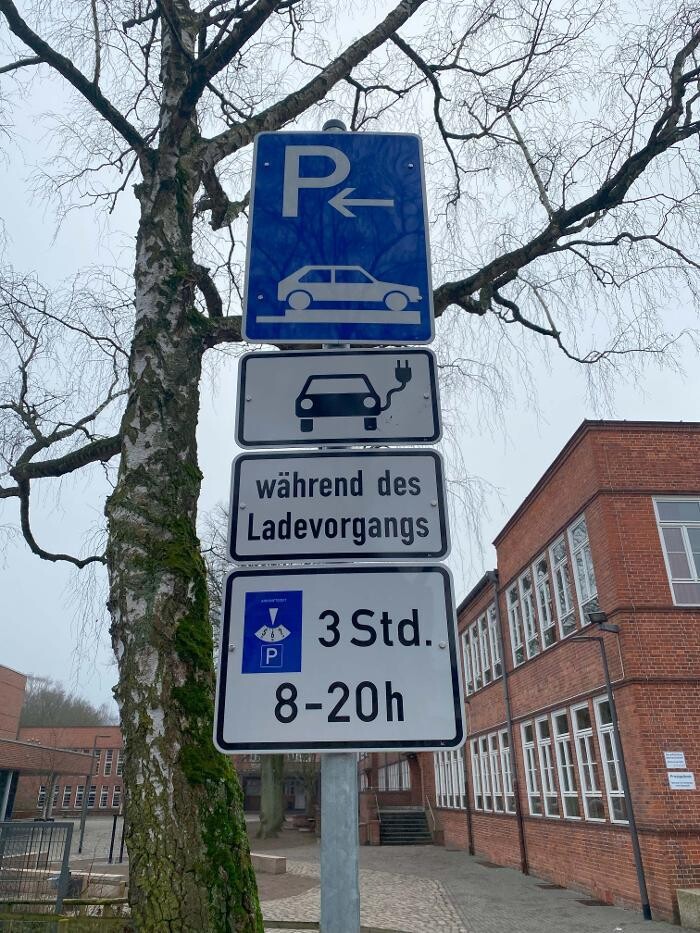 P
während des
Ladevorgangs
3 Std.
P
8-20h